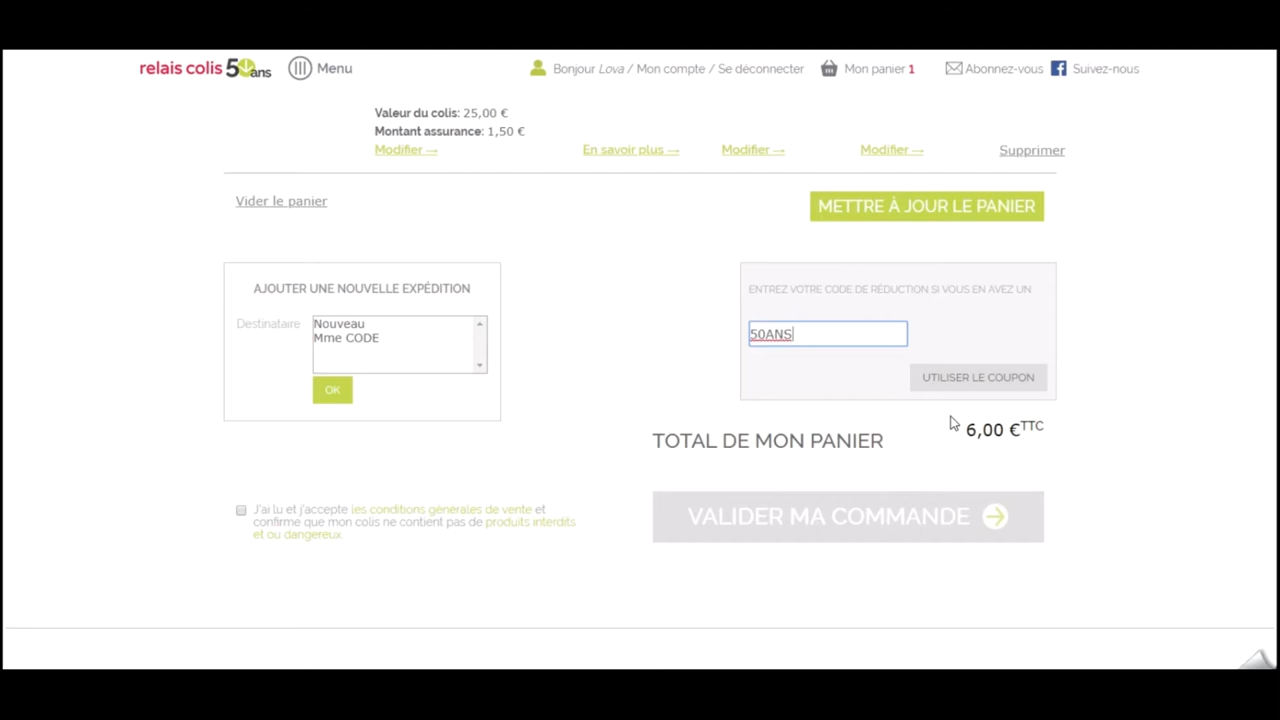 relais colis 50ans Menu Bonjour Lova / Mon compte / Se déconnecter Mon panier 1 Abonnez-vous Suivez-nous
Valeur du colis: 25,00 €
Montant assurance: 1,50 €
Modifier → En savoir plus → Modifier → Modifier → Supprimer
Vider le panier METTRE À JOUR LE PANIER
AJOUTER UNE NOUVELLE EXPÉDITION ENTREZ VOTRE CODE DE RÉDUCTION SI VOUS EN AVEZ UN
Destinataire Nouveau
Mme CODE
50ANS
OK UTILISER LE COUPON
TOTAL DE MON PANIER 6,00 €TTC
J'ai lu et j'accepte les conditions générales de vente et
confirme que mon colis ne contient pas de produits interdits
et ou dangereux.
VALIDER MA COMMANDE